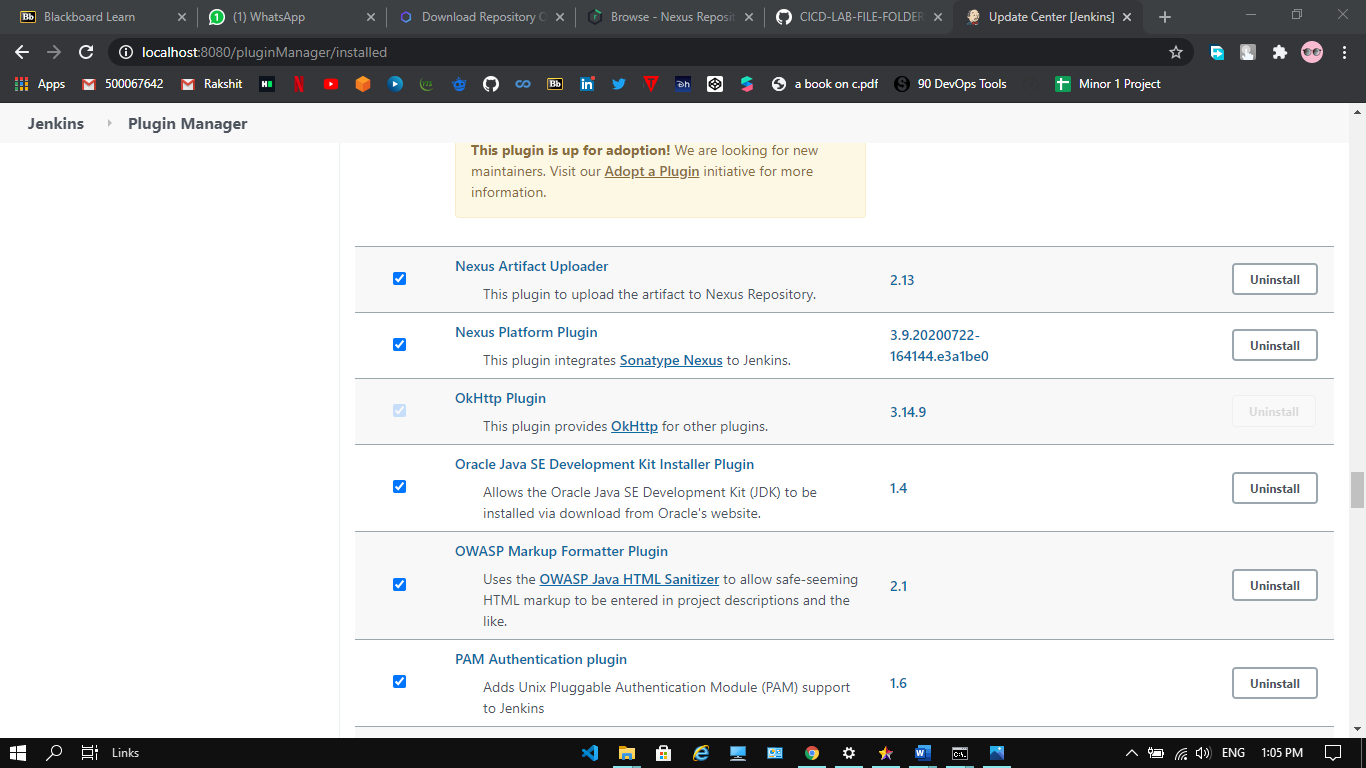 Blackboard Learn
(1) WhatsApp
Download Repository C
Browse - Nexus Reposit
CICD-LAB-FILE-FOLDER
Update Center [Jenkins]
localhost:8080/pluginManager/installed
Apps
500067642
Rakshit
a book on c.pdf
90 DevOps Tools
Minor 1 Project
Jenkins
Plugin Manager
This plugin is up for adoption! We are looking for new
maintainers. Visit our Adopt a Plugin initiative for more
information.
Nexus Artifact Uploader
This plugin to upload the artifact to Nexus Repository.
2.13
Uninstall
Nexus Platform Plugin
This plugin integrates Sonatype Nexus to Jenkins.
3.9.20200722-
164144.e3a1be0
Uninstall
OkHttp Plugin
This plugin provides OkHttp for other plugins.
3.14.9
Uninstall
Oracle Java SE Development Kit Installer Plugin
Allows the Oracle Java SE Development Kit (JDK) to be
installed via download from Oracle's website.
1.4
Uninstall
OWASP Markup Formatter Plugin
Uses the OWASP Java HTML Sanitizer to allow safe-seeming
HTML markup to be entered in project descriptions and the
like.
2.1
Uninstall
PAM Authentication plugin
Adds Unix Pluggable Authentication Module (PAM) support
to Jenkins
1.6
Uninstall
Links
ENG
1:05 PM